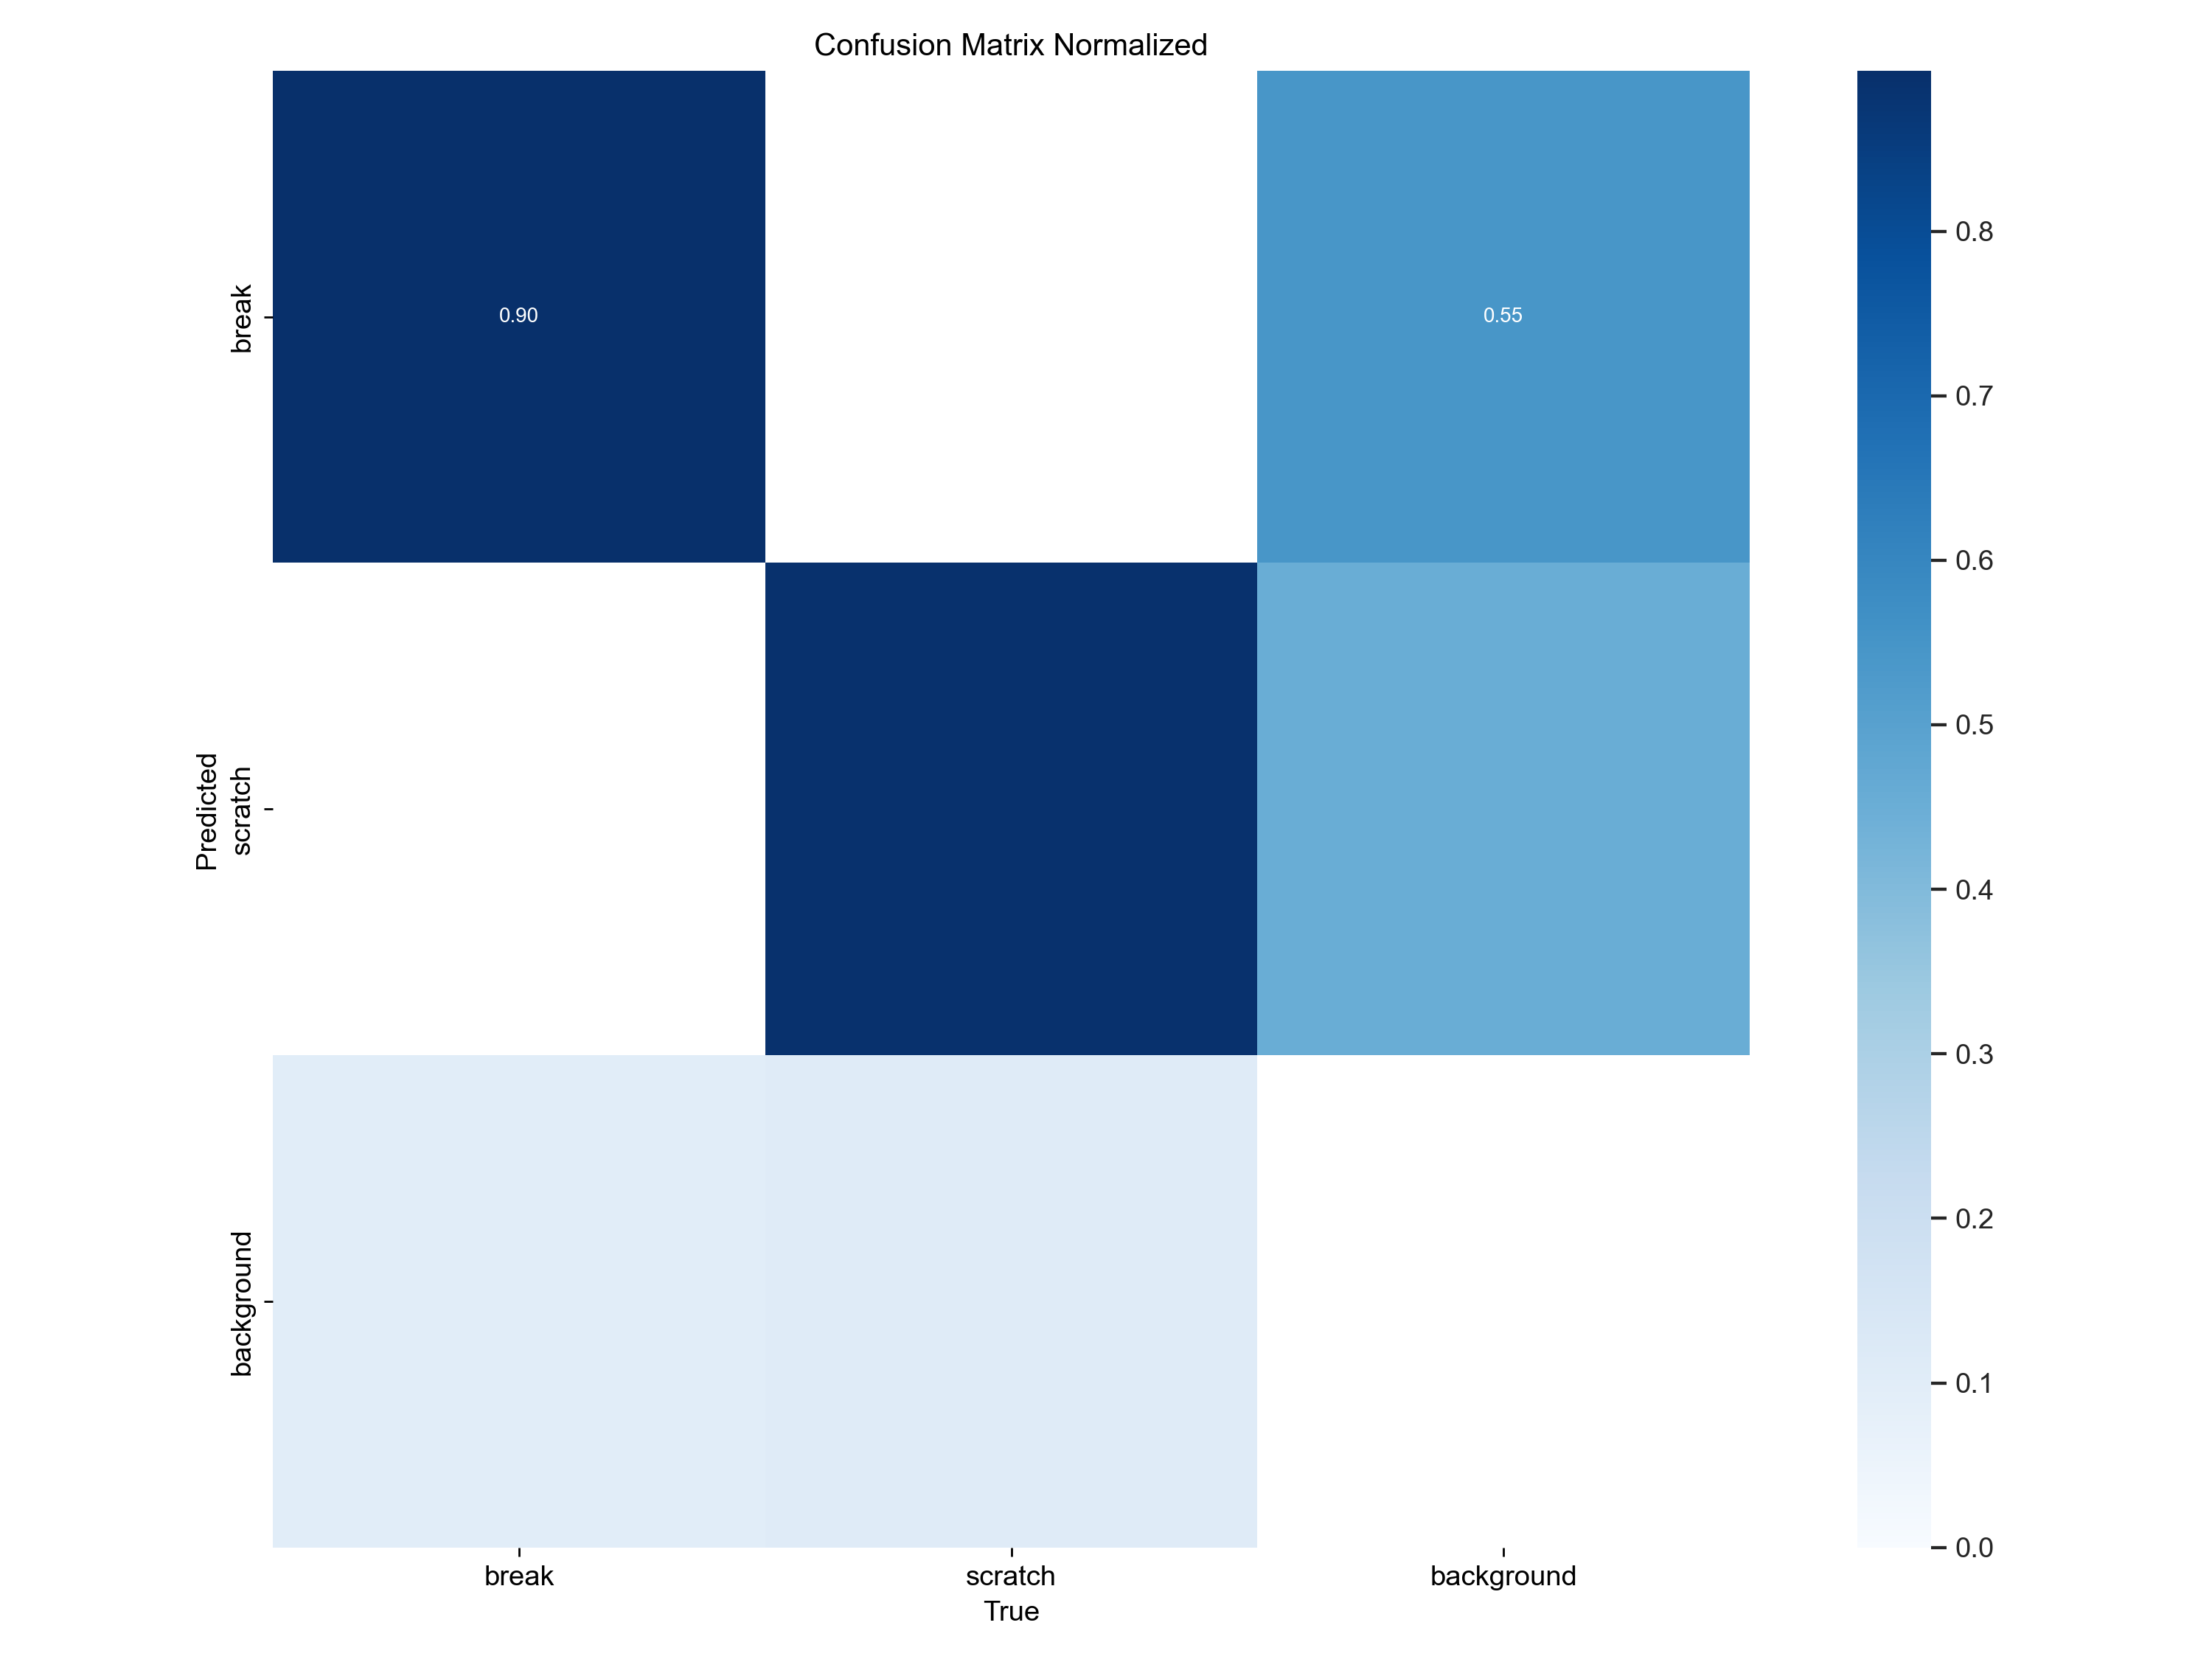 Confusion Matrix Normalized
break
scratch
background
Predicted
0.90
0.55
break
scratch
background
True
0.8
0.7
0.6
0.5
0.4
0.3
0.2
0.1
0.0